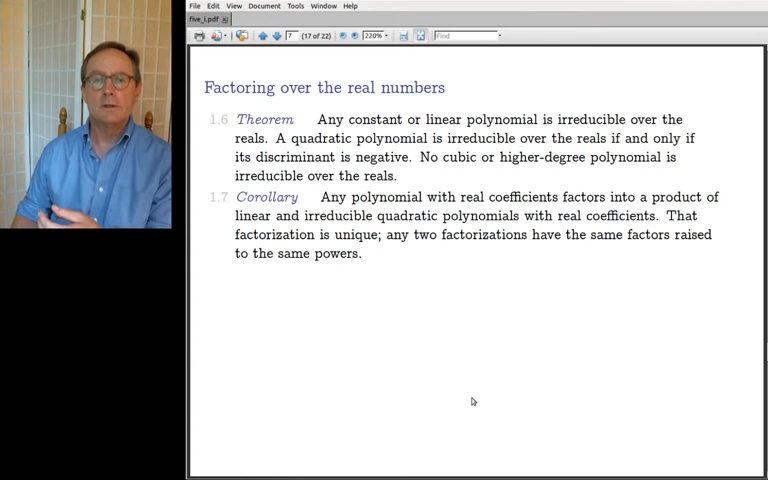 File Edit View Document Tools Window Help
five_i.pdf
7 (17 of 22) 220% Find
Factoring over the real numbers
1.6 Theorem Any constant or linear polynomial is irreducible over the
reals. A quadratic polynomial is irreducible over the reals if and only if
its discriminant is negative. No cubic or higher-degree polynomial is
irreducible over the reals.
1.7 Corollary Any polynomial with real coefficients factors into a product of
linear and irreducible quadratic polynomials with real coefficients. That
factorization is unique; any two factorizations have the same factors raised
to the same powers.